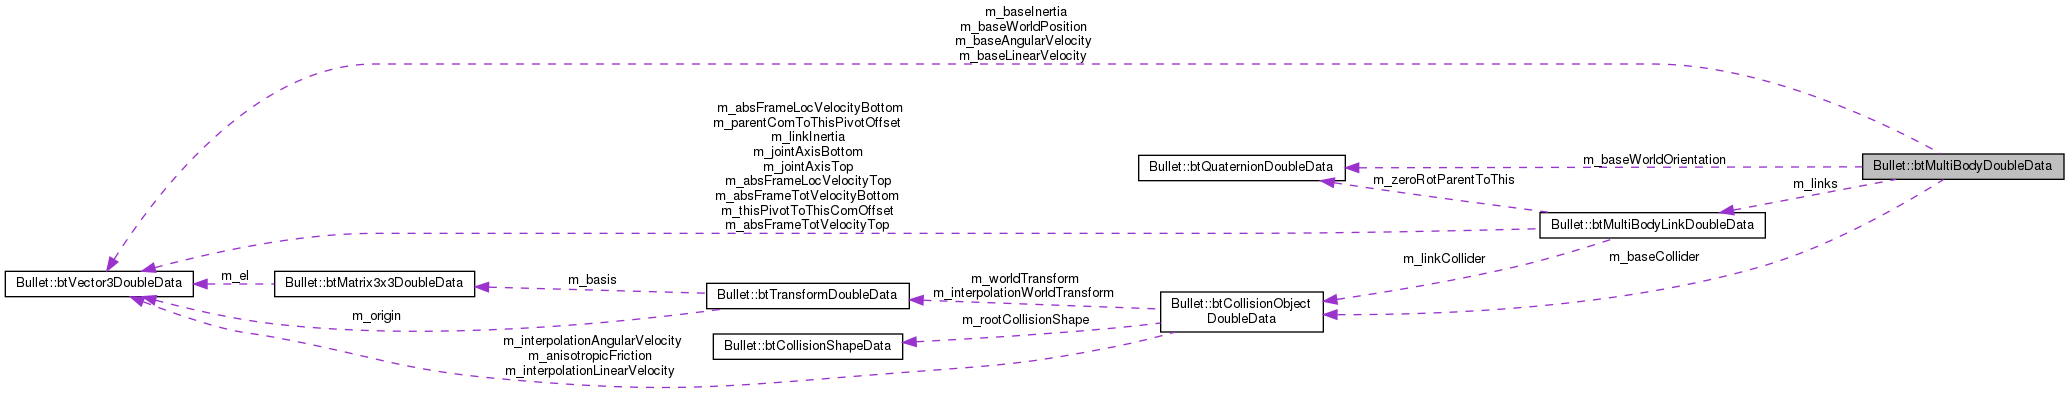 m_baseInertia
m_baseWorldPosition
m_baseAngularVelocity
m_baseLinearVelocity
m_absFrameLocVelocityBottom
m_parentComToThisPivotOffset
m_linkInertia
m_jointAxisBottom
m_jointAxisTop
m_absFrameLocVelocityTop
m_absFrameTotVelocityBottom
m_thisPivotToThisComOffset
m_absFrameTotVelocityTop
Bullet::btQuaternionDoubleData
m_baseWorldOrientation
Bullet::btMultiBodyDoubleData
m_zeroRotParentToThis
m_links
Bullet::btMultiBodyLinkDoubleData
m_linkCollider
m_baseCollider
Bullet::btVector3DoubleData
m_el
Bullet::btMatrix3x3DoubleData
m_basis
Bullet::btTransformDoubleData
m_worldTransform
m_interpolationWorldTransform
Bullet::btCollisionObject
DoubleData
m_origin
m_rootCollisionShape
Bullet::btCollisionShapeData
m_interpolationAngularVelocity
m_anisotropicFriction
m_interpolationLinearVelocity